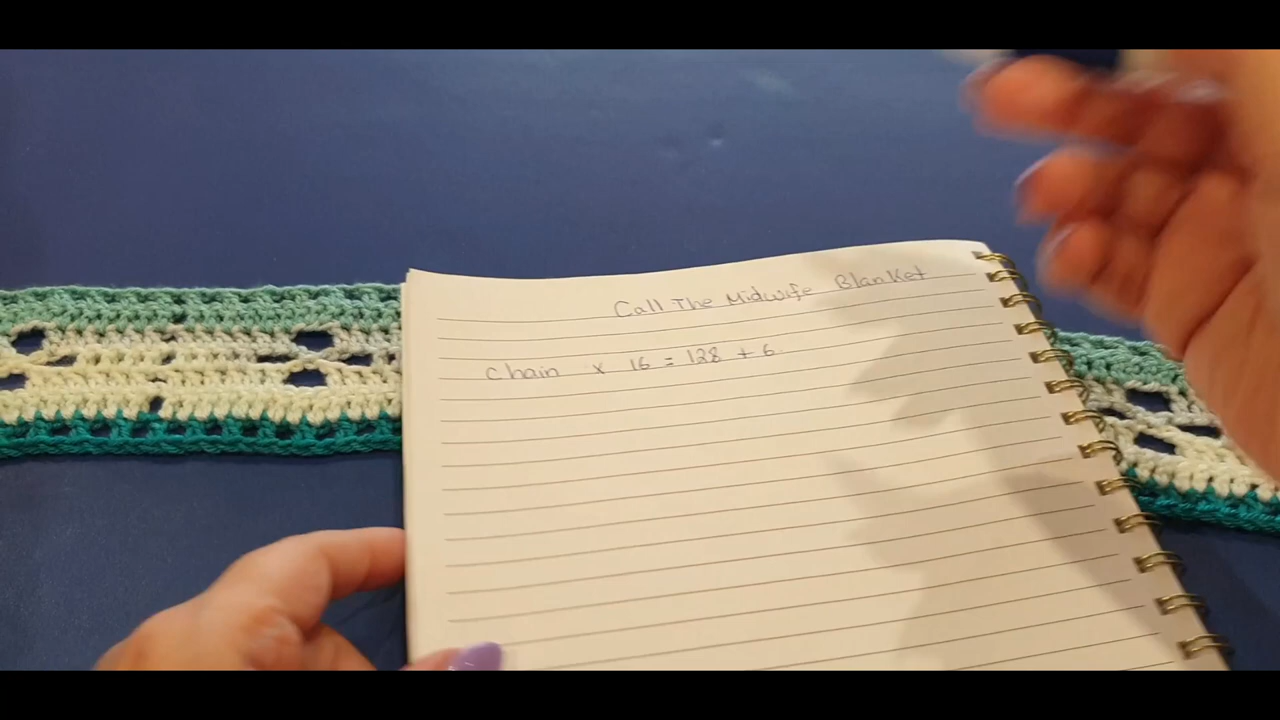 Call The Midwife Blanket
Chain x 16 = 128 + 6.